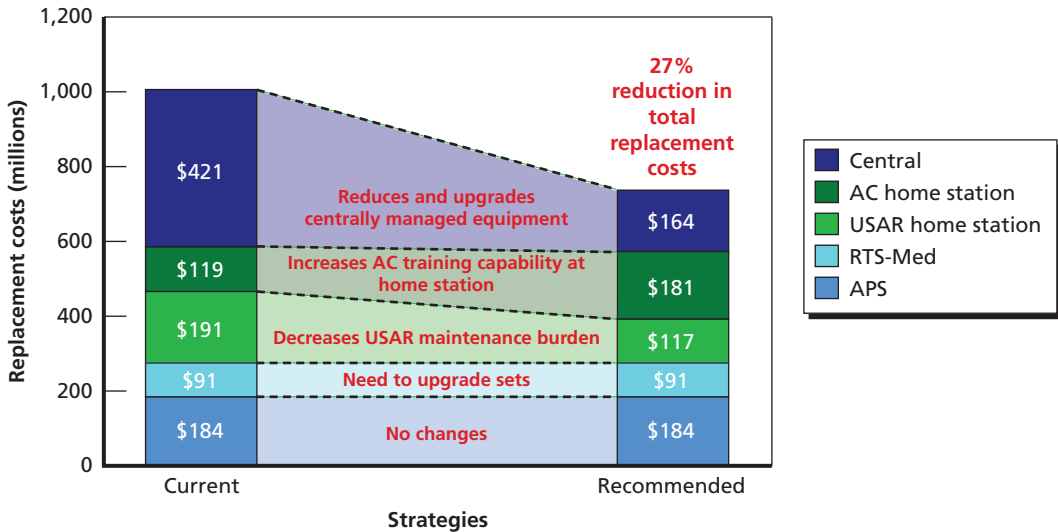 1,200
1,000
800
600
400
200
0
Replacement costs (millions)
$421
$119
$191
$91
$184
Reduces and upgrades
centrally managed equipment
Increases AC training capability at
home station
Decreases USAR maintenance burden
Need to upgrade sets
No changes
27%
reduction in
total
replacement
costs
$164
$181
$117
$91
$184
Current
Recommended
Strategies
Central
AC home station
USAR home station
RTS-Med
APS